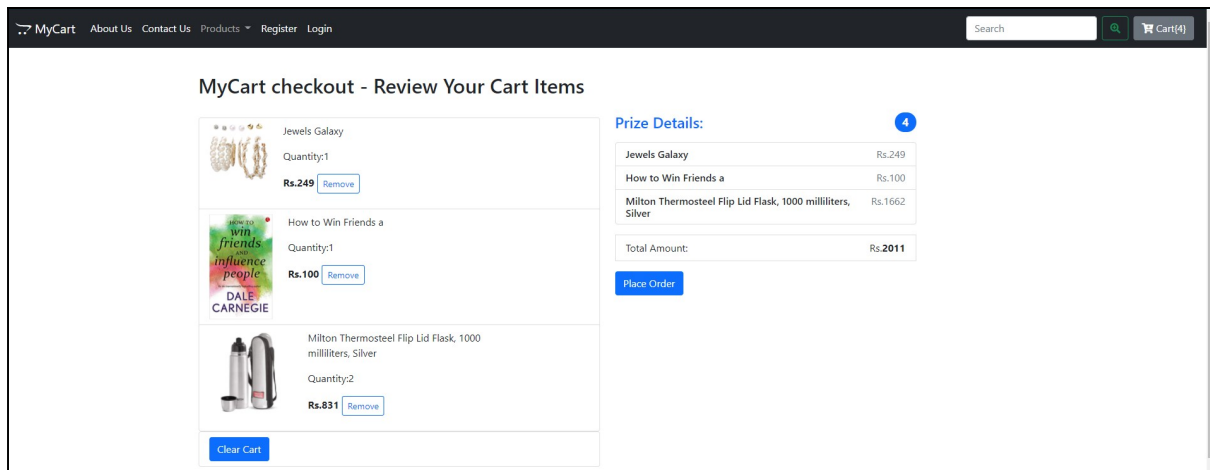 MyCart About Us Contact Us Products Register Login Search Cart{4}
MyCart checkout - Review Your Cart Items
Jewels Galaxy
Quantity:1
Rs.249 Remove
HOW TO
win
friends
AND
influence
people
DALE
CARNEGIE
How to Win Friends a
Quantity:1
Rs.100 Remove
Milton Thermosteel Flip Lid Flask, 1000
milliliters, Silver
Quantity:2
Rs.831 Remove
Clear Cart
Prize Details: 4
Jewels Galaxy Rs.249
How to Win Friends a Rs.100
Milton Thermosteel Flip Lid Flask, 1000 milliliters, Rs.1662
Silver
Total Amount: Rs.2011
Place Order